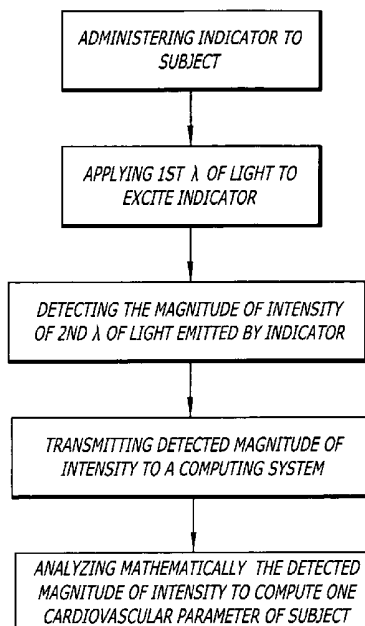 ADMINISTERING INDICATOR TO
SUBJECT
APPLYING 1ST λ OF LIGHT TO
EXCITE INDICATOR
DETECTING THE MAGNITUDE OF INTENSITY
OF 2ND λ OF LIGHT EMITTED BY INDICATOR
TRANSMITTING DETECTED MAGNITUDE OF
INTENSITY TO A COMPUTING SYSTEM
ANALYZING MATHEMATICALLY THE DETECTED
MAGNITUDE OF INTENSITY TO COMPUTE ONE
CARDIOVASCULAR PARAMETER OF SUBJECT